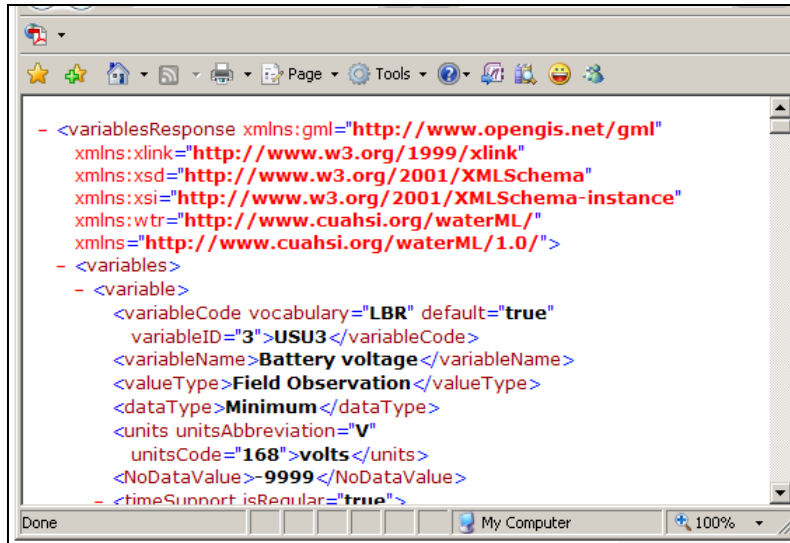 Page Tools
- <variablesResponse xmlns:gml="http://www.opengis.net/gml"
xmlns:xlink="http://www.w3.org/1999/xlink"
xmlns:xsd="http://www.w3.org/2001/XMLSchema"
xmlns:xsi="http://www.w3.org/2001/XMLSchema-instance"
xmlns:wtr="http://www.cuahsi.org/waterML/"
xmlns="http://www.cuahsi.org/waterML/1.0/">
- <variables>
- <variable>
<variableCode vocabulary="LBR" default="true"
variableID="3">USU3</variableCode>
<variableName>Battery voltage</variableName>
<valueType>Field Observation</valueType>
<dataType>Minimum</dataType>
<units unitsAbbreviation="V"
unitsCode="168">volts</units>
<NoDataValue>-9999</NoDataValue>
- <timeSupport isRegular="true">
Done My Computer 100%